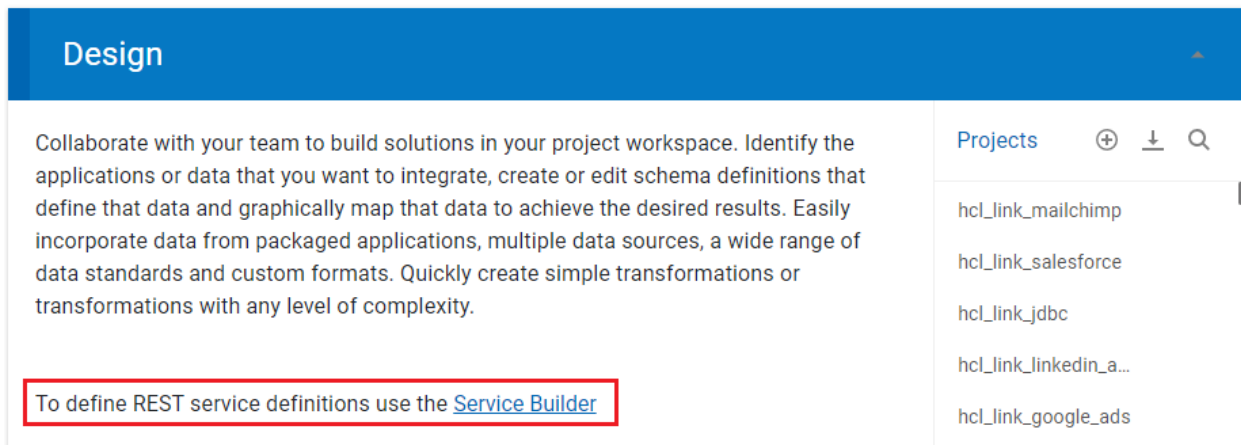 Design
Collaborate with your team to build solutions in your project workspace. Identify the
applications or data that you want to integrate, create or edit schema definitions that
define that data and graphically map that data to achieve the desired results. Easily
incorporate data from packaged applications, multiple data sources, a wide range of
data standards and custom formats. Quickly create simple transformations or
transformations with any level of complexity.
To define REST service definitions use the Service Builder
Projects
hcl_link_mailchimp
hcl_link_salesforce
hcl_link_jdbc
hcl_link_linkedin_a...
hcl_link_google_ads